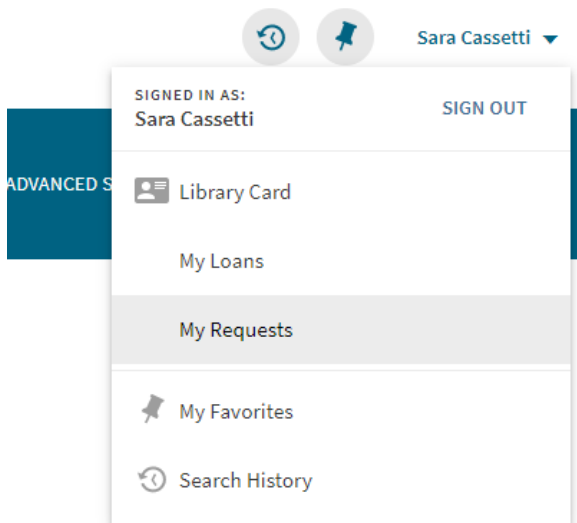 Sara Cassetti
SIGNED IN AS:
Sara Cassetti
SIGN OUT
ADVANCED S
Library Card
My Loans
My Requests
My Favorites
Search History